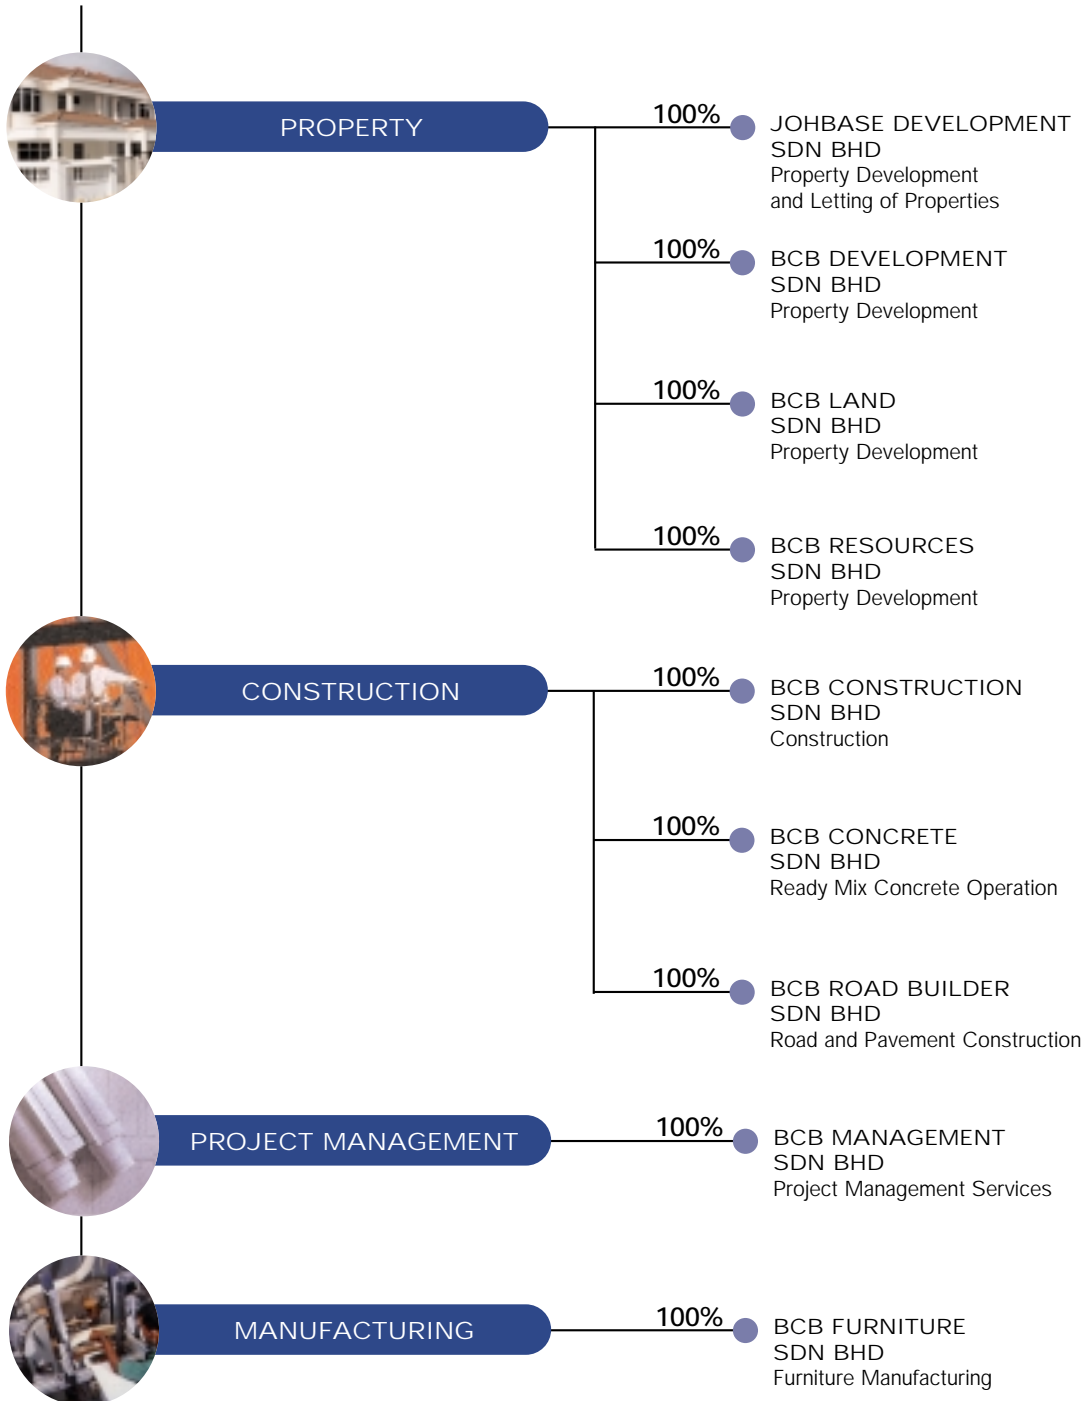 PROPERTY
100%
JOHBASE DEVELOPMENT
SDN BHD
Property Development
and Letting of Properties
100%
BCB DEVELOPMENT
SDN BHD
Property Development
100%
BCB LAND
SDN BHD
Property Development
100%
BCB RESOURCES
SDN BHD
Property Development
CONSTRUCTION
100%
BCB CONSTRUCTION
SDN BHD
Construction
100%
BCB CONCRETE
SDN BHD
Ready Mix Concrete Operation
100%
BCB ROAD BUILDER
SDN BHD
Road and Pavement Construction
PROJECT MANAGEMENT
100%
BCB MANAGEMENT
SDN BHD
Project Management Services
MANUFACTURING
100%
BCB FURNITURE
SDN BHD
Furniture Manufacturing